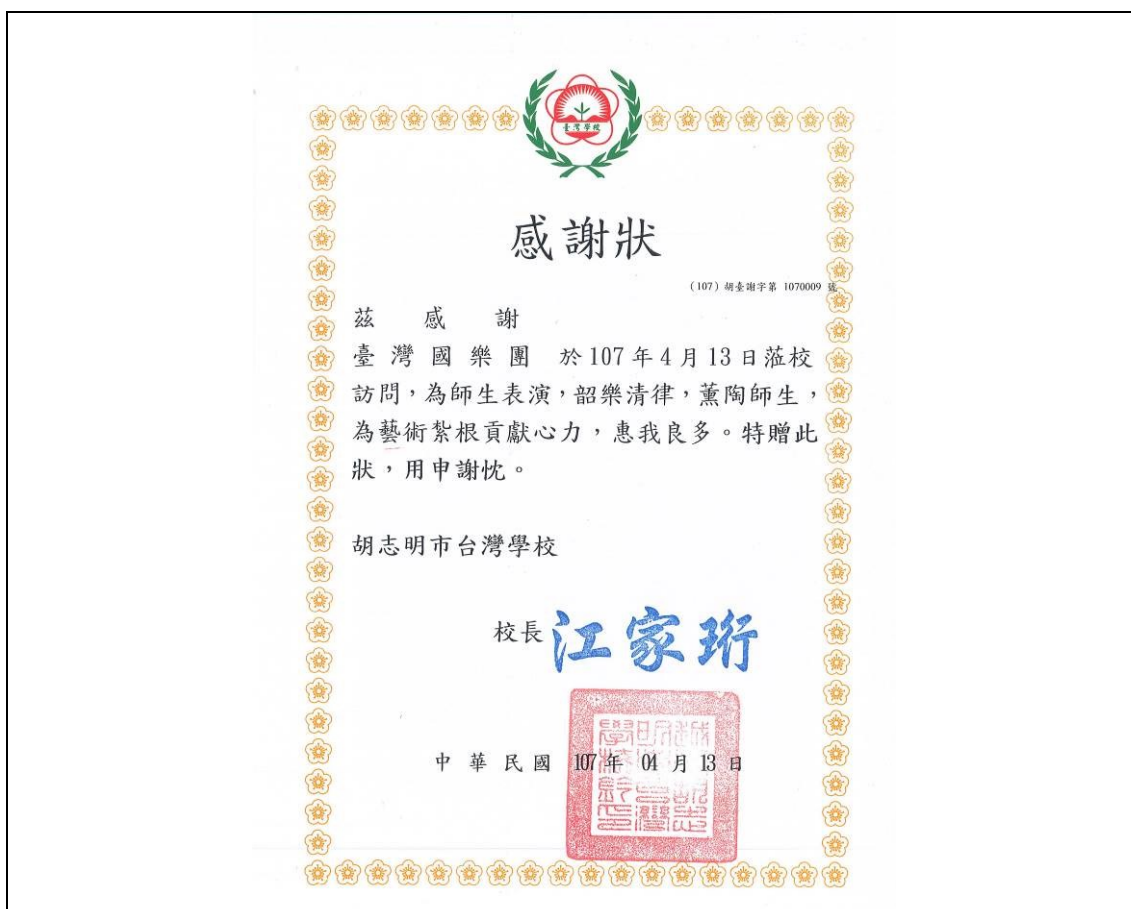 臺灣學校
感謝狀
(107) 胡臺謝字第 1070009 號
茲感謝
臺灣國樂團 於107年4月13日蒞校
訪問，為師生表演，韶樂清律，薰陶師生，
為藝術紮根貢獻心力，惠我良多。特贈此
狀，用申謝忱。
胡志明市台灣學校
校長 江家珩
中華民國 107年 04月 13日